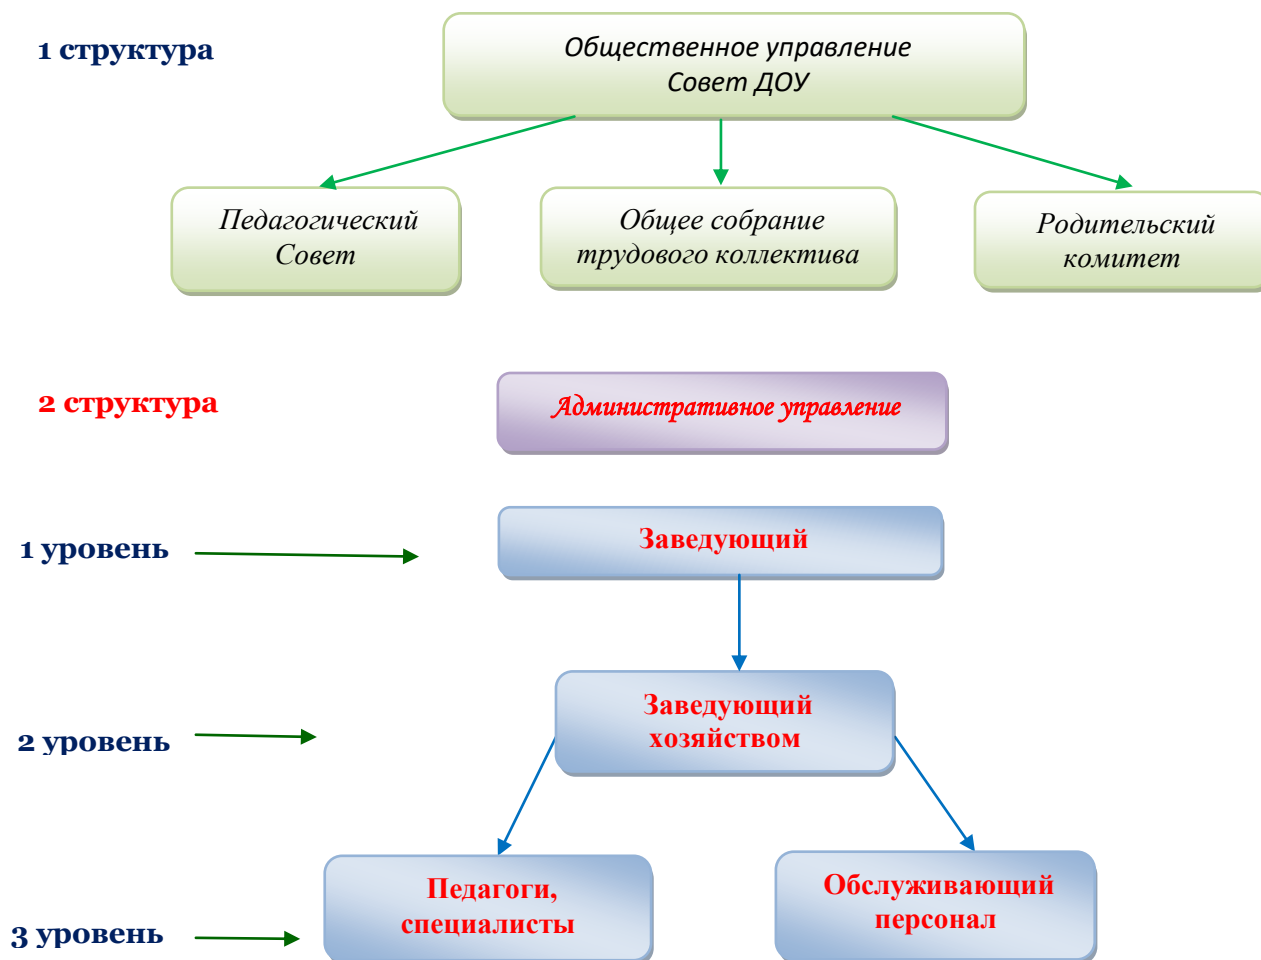 1 структура
Общественное управление
Совет ДОУ
Педагогический
Совет
Общее собрание
трудового коллектива
Родительский
комитет
2 структура
Административное управление
1 уровень
Заведующий
2 уровень
Заведующий
хозяйством
3 уровень
Педагоги,
специалисты
Обслуживающий
персонал